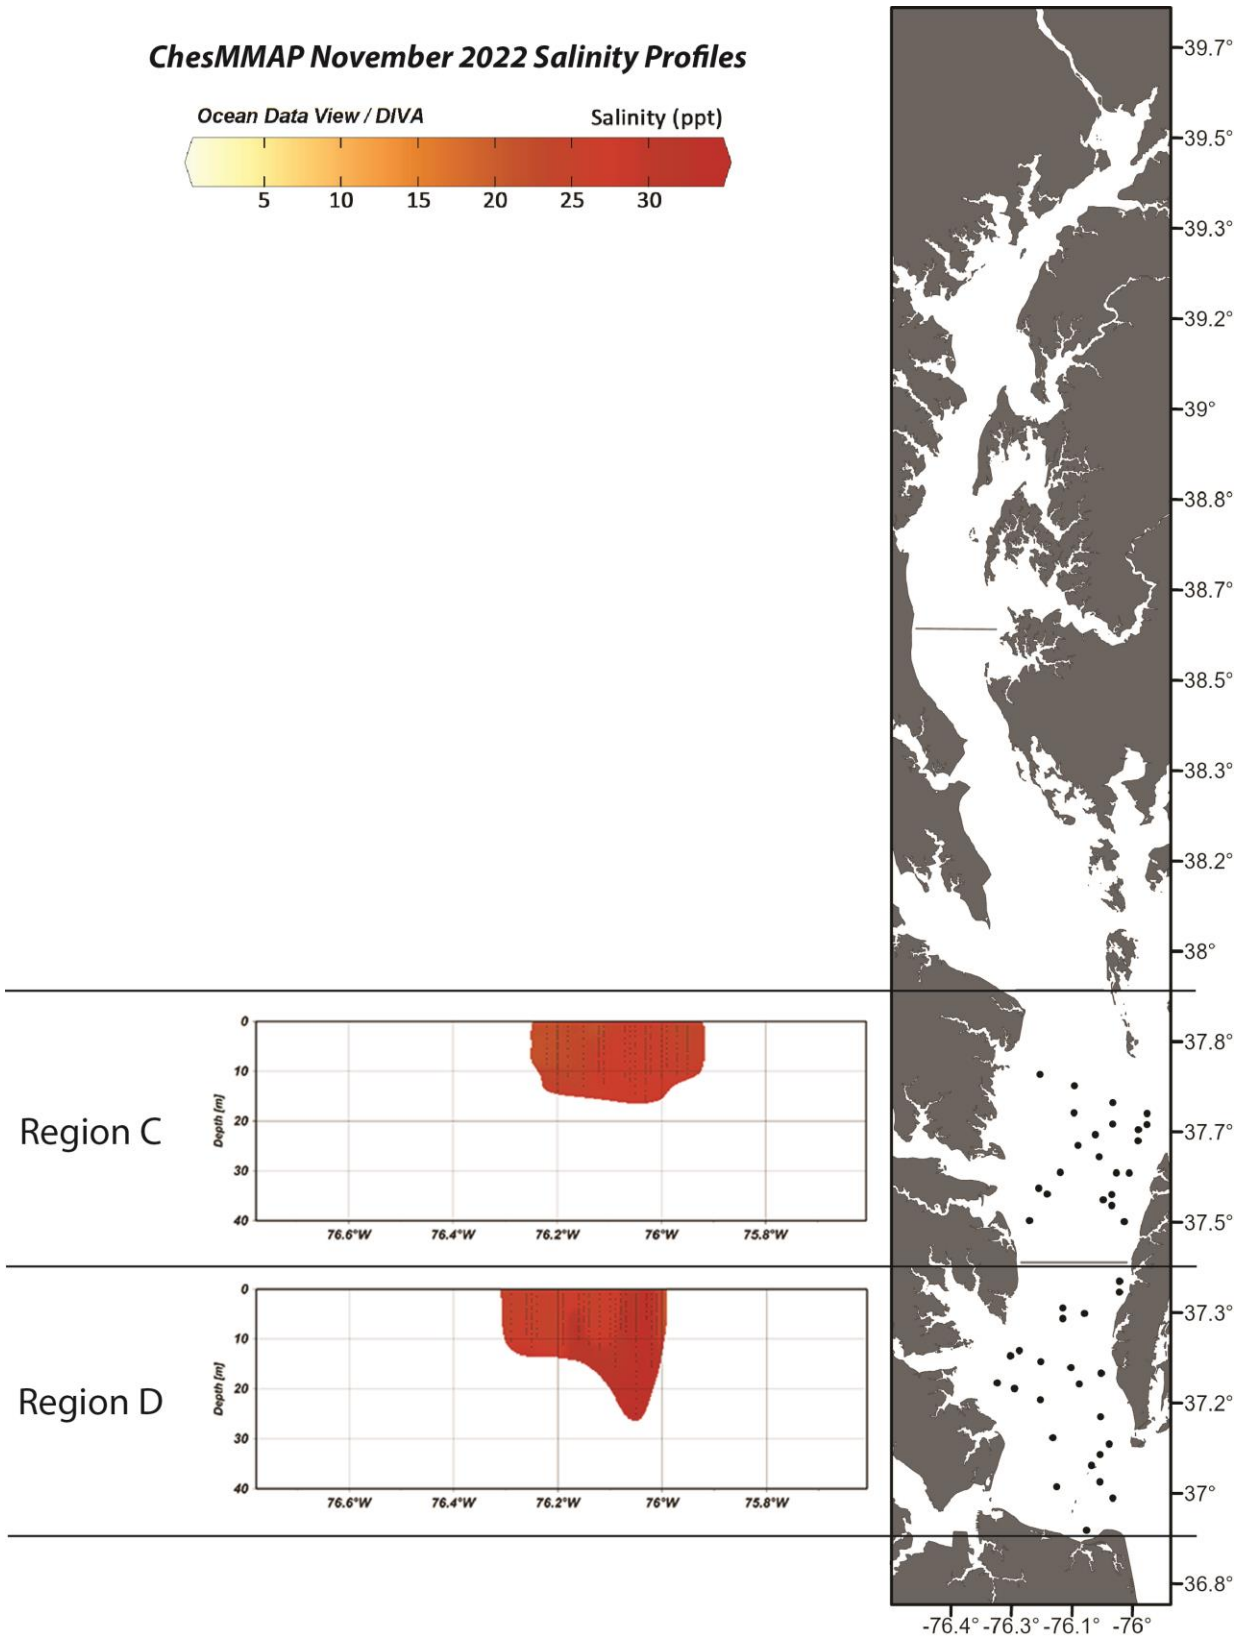 ChesMMAP November 2022 Salinity Profiles
Ocean Data View / DIVA
Salinity (ppt)
5 10 15 20 25 30
39.7°
39.5°
39.3°
39.2°
39°
38.8°
38.7°
38.5°
38.3°
38.2°
38°
37.8°
37.7°
37.5°
37.3°
37.2°
37°
36.8°
-76.4° -76.3° -76.1° -76°
Region C
Depth [m]
0
10
20
30
40
76.6°W 76.4°W 76.2°W 76°W 75.8°W
Region D
Depth [m]
0
10
20
30
40
76.6°W 76.4°W 76.2°W 76°W 75.8°W